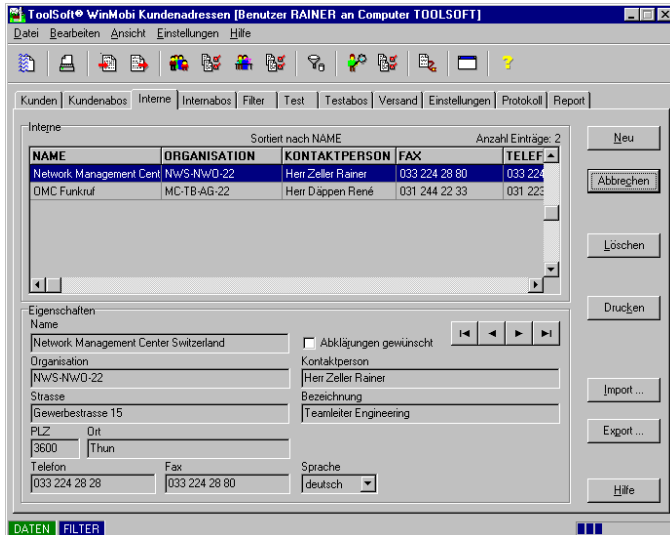 ToolSoft® WinMobi Kundenadressen [Benutzer RAINER an Computer TOOLSOFT]
Datei Bearbeiten Ansicht Einstellungen Hilfe
Kunden Kundenabos Interne Internabos Filter Test Testabos Versand Einstellungen Protokoll Report
Interne
Sortiert nach NAME Anzahl Einträge: 2
NAME ORGANISATION KONTAKTPERSON FAX TELEF
Network Management Cent NWS-NWO-22 Herr Zeller Rainer 033 224 28 80 033 224
OMC Funkruf MC-TB-AG-22 Herr Däppen René 031 244 22 33 031 223
Neu
Abbrechen
Löschen
Drucken
Import ...
Export ...
Hilfe
Eigenschaften
Name
Network Management Center Switzerland
Abklärungen gewünscht
Organisation Kontaktperson
NWS-NWO-22 Herr Zeller Rainer
Strasse Bezeichnung
Gewerbestrasse 15 Teamleiter Engineering
PLZ Ort
3600 Thun
Telefon Fax Sprache
033 224 28 28 033 224 28 80 deutsch
DATEN FILTER